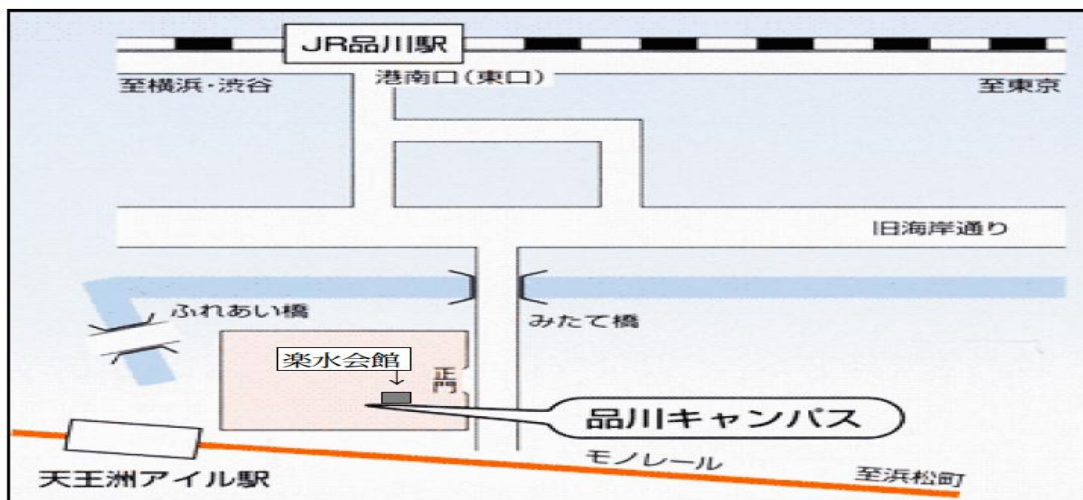 JR品川駅
港南口(東口)
至横浜・渋谷
至東京
旧海岸通り
ふれあい橋
みたて橋
楽水会館
正門
品川キャンパス
モノレール
天王洲アイル駅
至浜松町